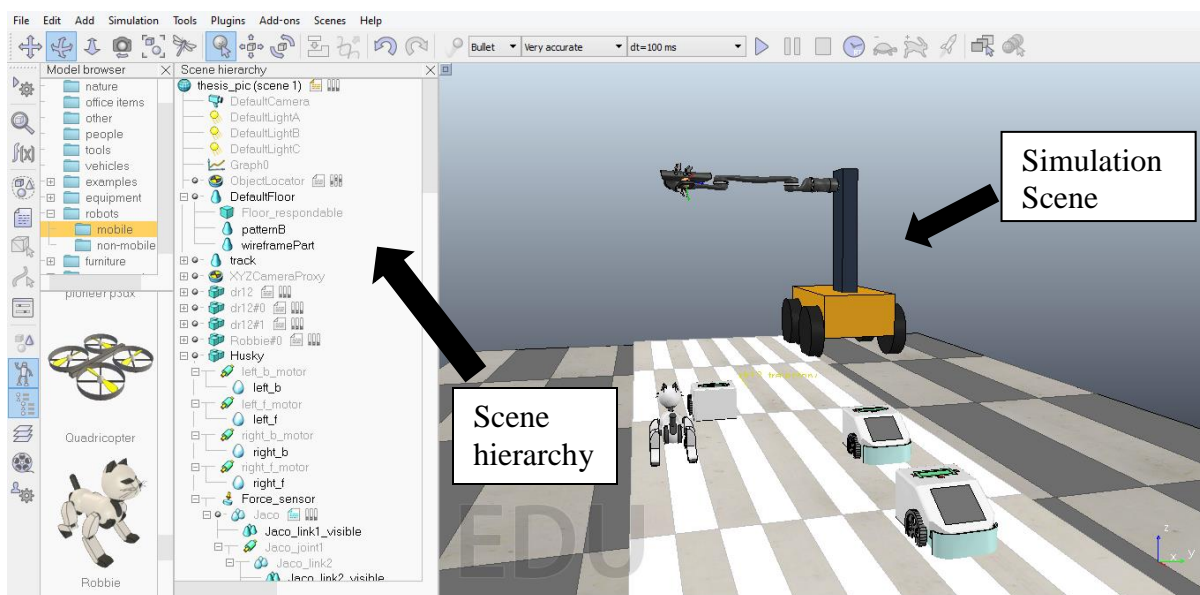 File Edit Add Simulation Tools Plugins Add-ons Scenes Help
Bullet Very accurate dt=100 ms
f(x)
Model browser
nature
office items
other
people
tools
vehicles
examples
equipment
robots
mobile
non-mobile
furniture
pioneer p3dx
Quadricopter
Robbie
Scene hierarchy
thesis_pic (scene 1)
DefaultCamera
DefaultLightA
DefaultLightB
DefaultLightC
Graph0
ObjectLocator
DefaultFloor
Floor_respondable
patternB
wireframePart
track
XYZCameraProxy
dr12
dr12#0
dr12#1
Robbie#0
Husky
left_b_motor
left_b
left_f_motor
left_f
right_b_motor
right_b
right_f_motor
right_f
Force_sensor
Jaco
Jaco_link1_visible
Jaco_joint1
Jaco_link2
Jaco_link2_visible
Scene
hierarchy
Simulation
Scene
EDU
z
x y